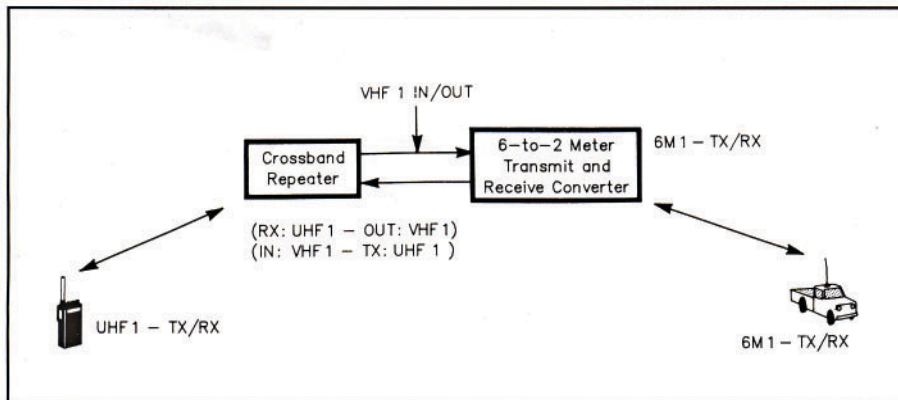 VHF 1 IN/OUT
Crossband
Repeater
6-to-2 Meter
Transmit and
Receive Converter
6M 1 - TX/RX
(RX: UHF 1 - OUT: VHF 1)
(IN: VHF 1 - TX: UHF 1 )
UHF 1 - TX/RX
6M 1 - TX/RX